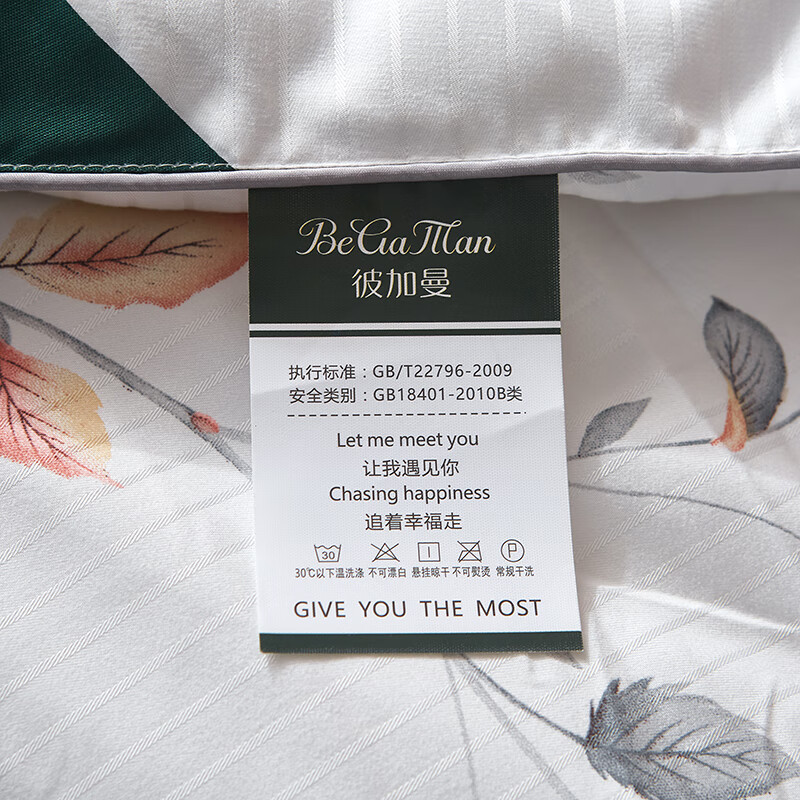 BeGaMan
彼加曼
执行标准：GB/T22796-2009
安全类别：GB18401-2010B类
Let me meet you
让我遇见你
Chasing happiness
追着幸福走
30 P
30℃以下温洗涤 不可漂白 悬挂晾干 不可熨烫 常规干洗
GIVE YOU THE MOST